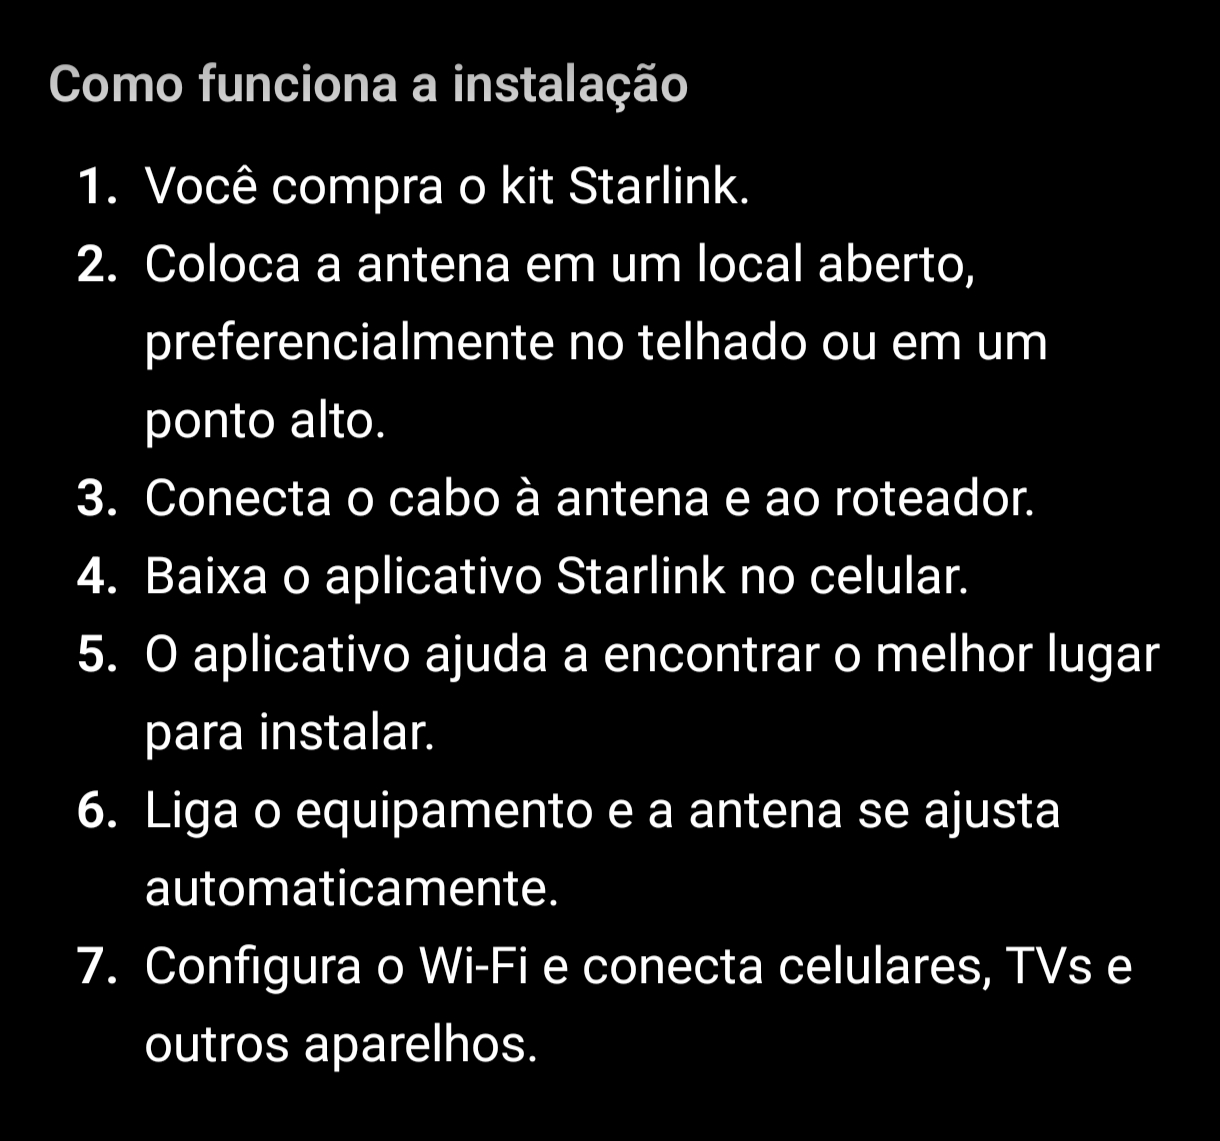 Como funciona a instalação
1. Você compra o kit Starlink.
2. Coloca a antena em um local aberto,
preferencialmente no telhado ou em um
ponto alto.
3. Conecta o cabo à antena e ao roteador.
4. Baixa o aplicativo Starlink no celular.
5. O aplicativo ajuda a encontrar o melhor lugar
para instalar.
6. Liga o equipamento e a antena se ajusta
automaticamente.
7. Configura o Wi-Fi e conecta celulares, TVs e
outros aparelhos.